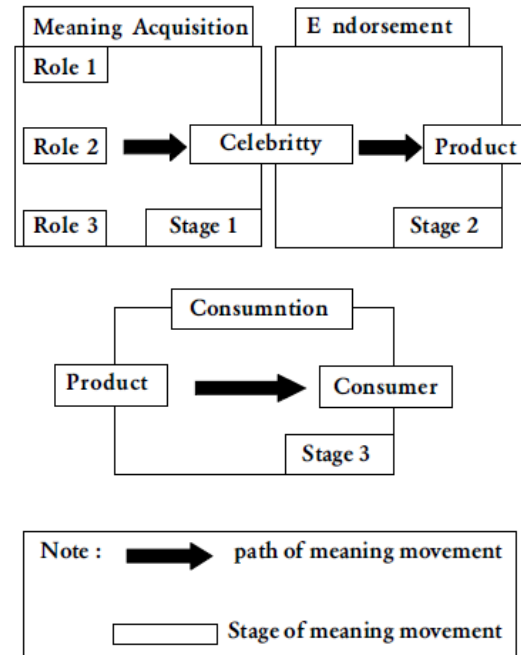 Meaning Acquisition
E ndorsement
Role 1
Role 2
Celebritty
Product
Role 3
Stage 1
Stage 2
Consumntion
Product
Consumer
Stage 3
Note : path of meaning movement
Stage of meaning movement